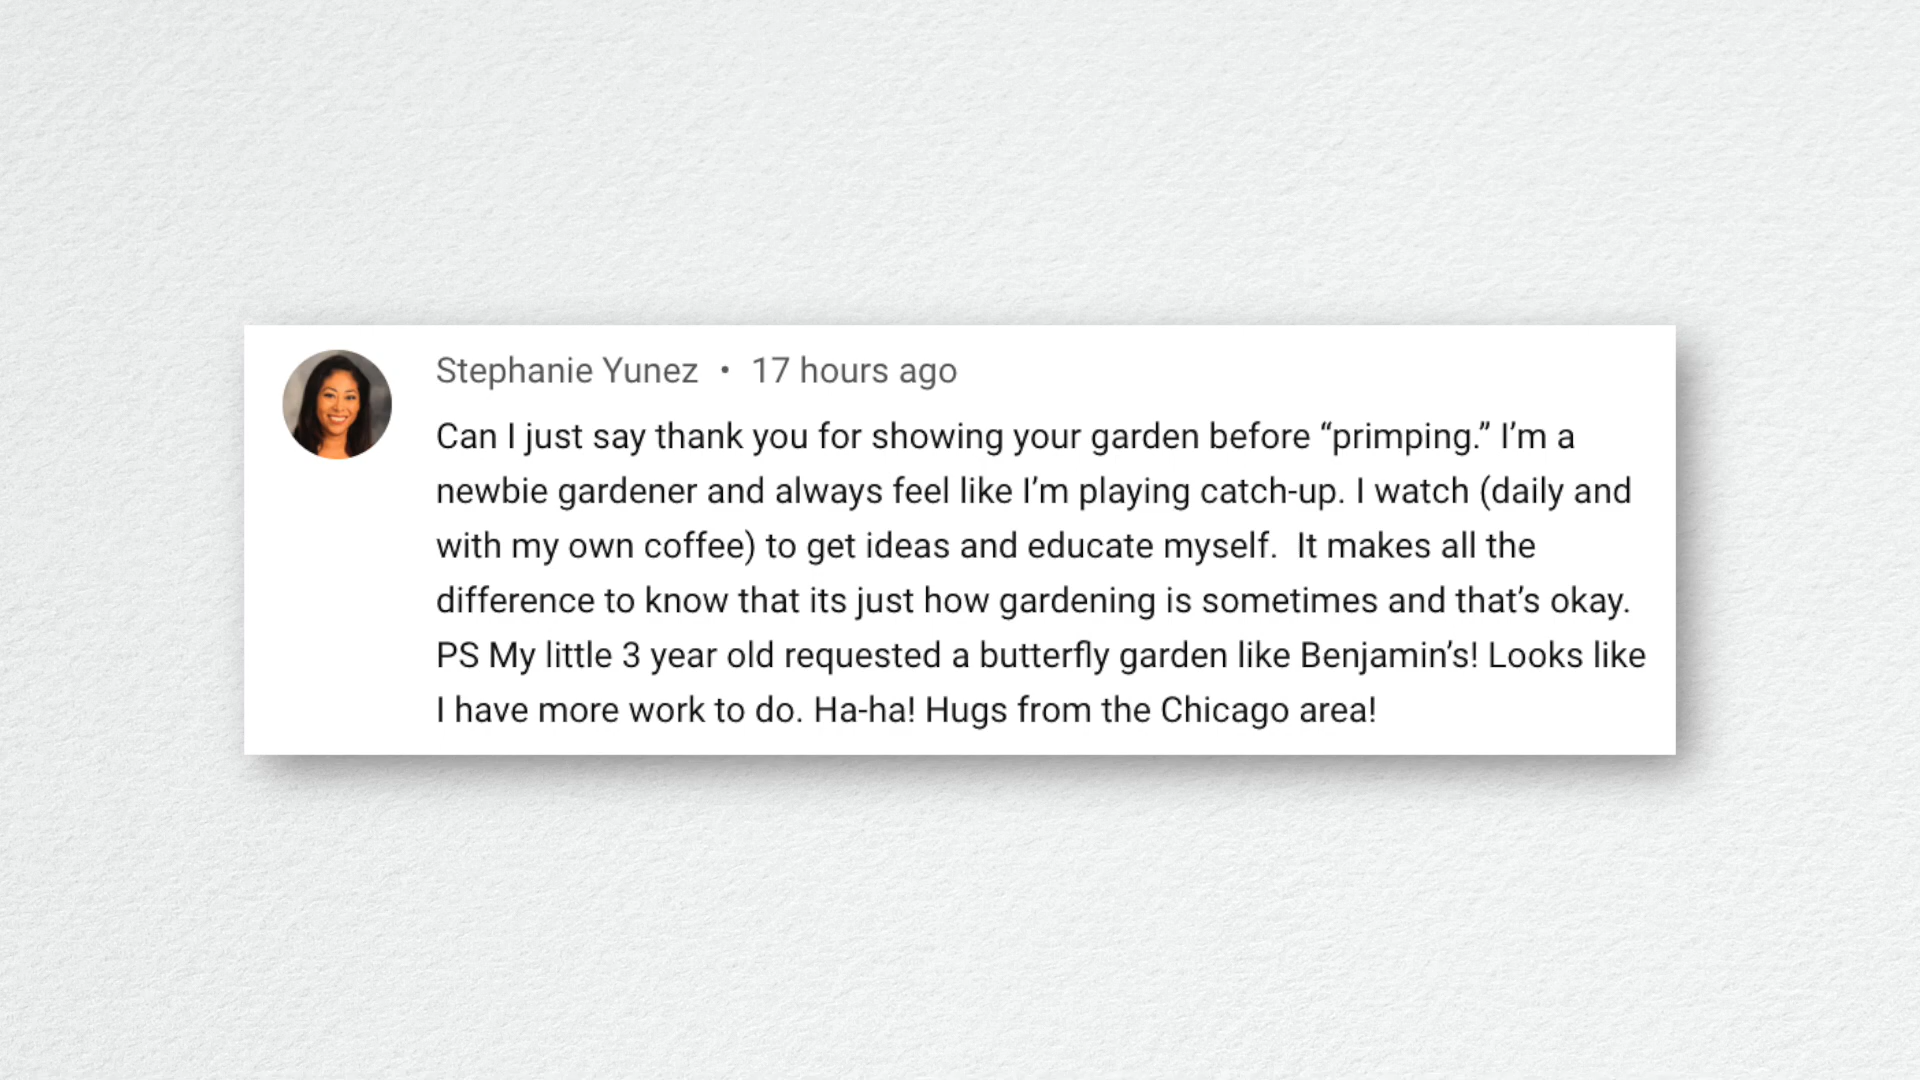 Stephanie Yunez • 17 hours ago
Can I just say thank you for showing your garden before “primping.” I’m a
newbie gardener and always feel like I’m playing catch-up. I watch (daily and
with my own coffee) to get ideas and educate myself.  It makes all the
difference to know that its just how gardening is sometimes and that’s okay.
PS My little 3 year old requested a butterfly garden like Benjamin’s! Looks like
I have more work to do. Ha-ha! Hugs from the Chicago area!